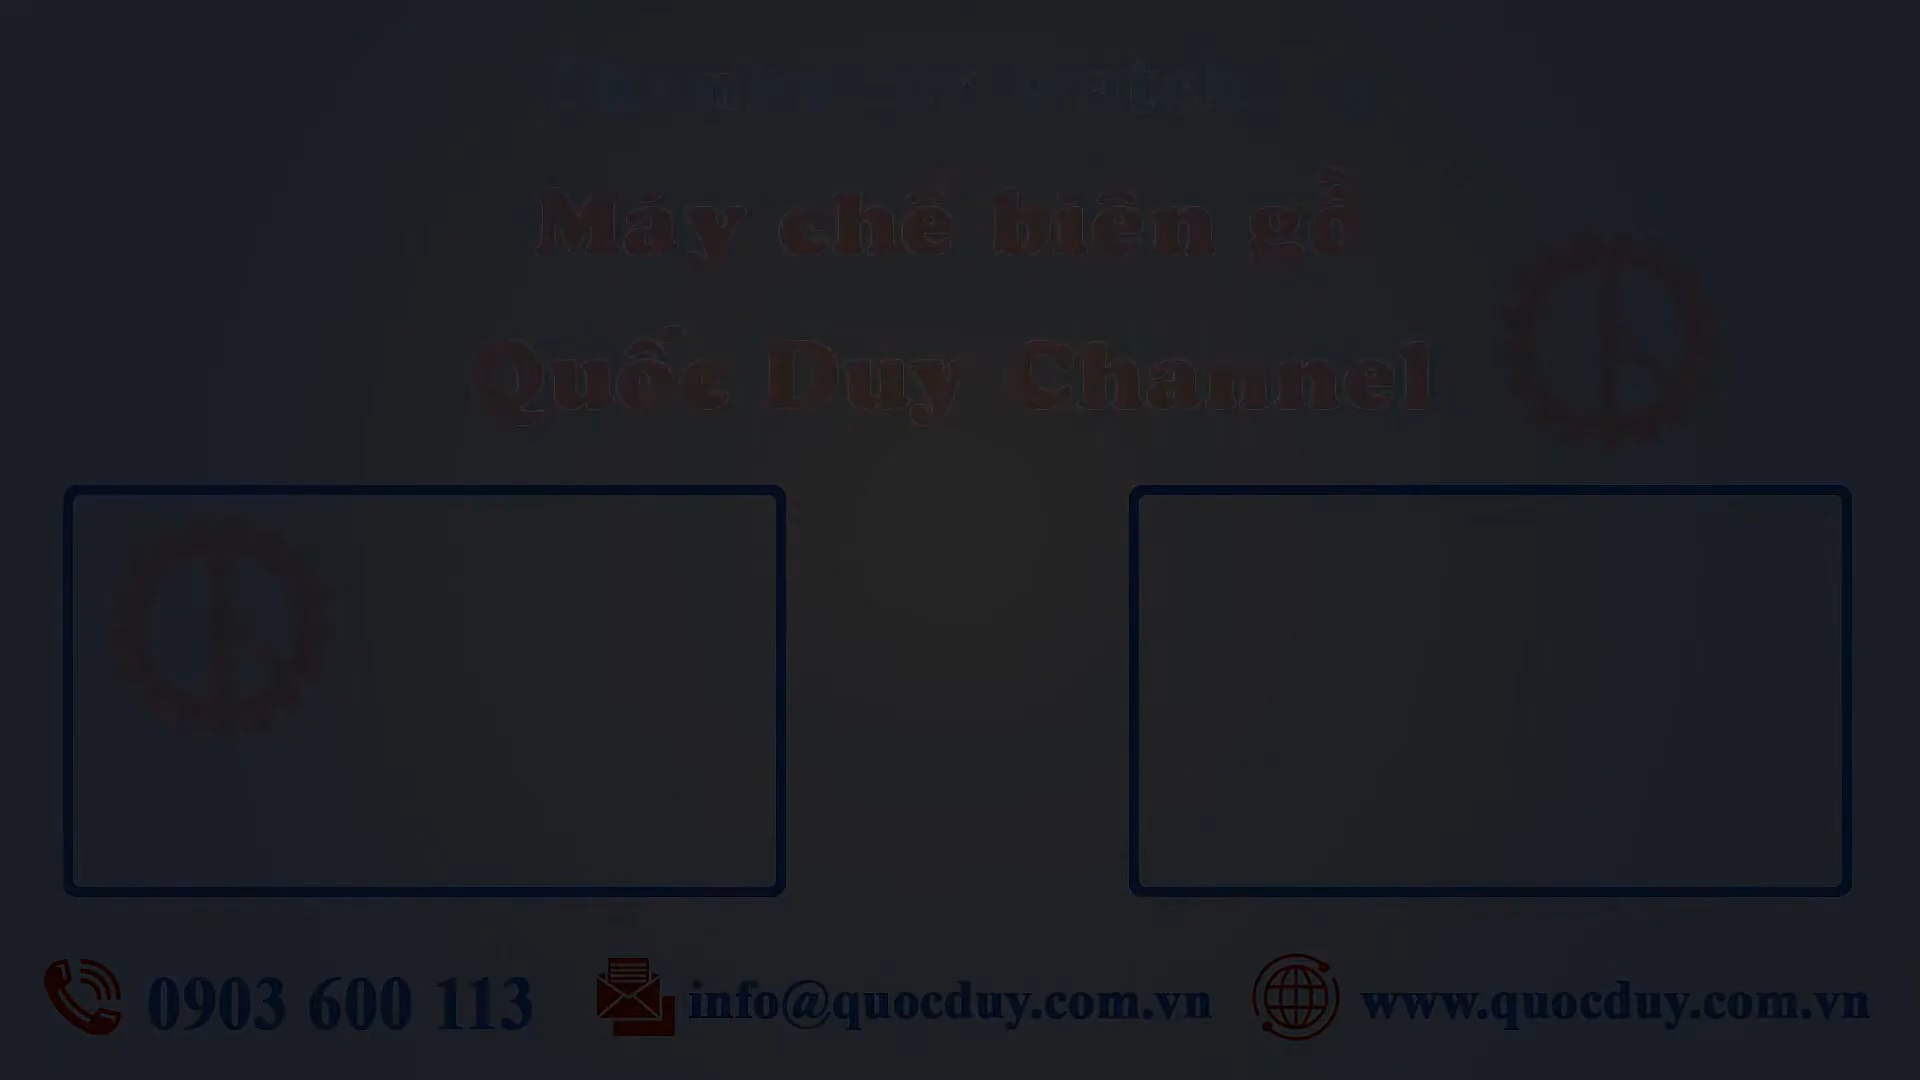 Máy chế biến gỗ
Quốc Duy Channel
0903 600 113
info@quocduy.com.vn
www.quocduy.com.vn